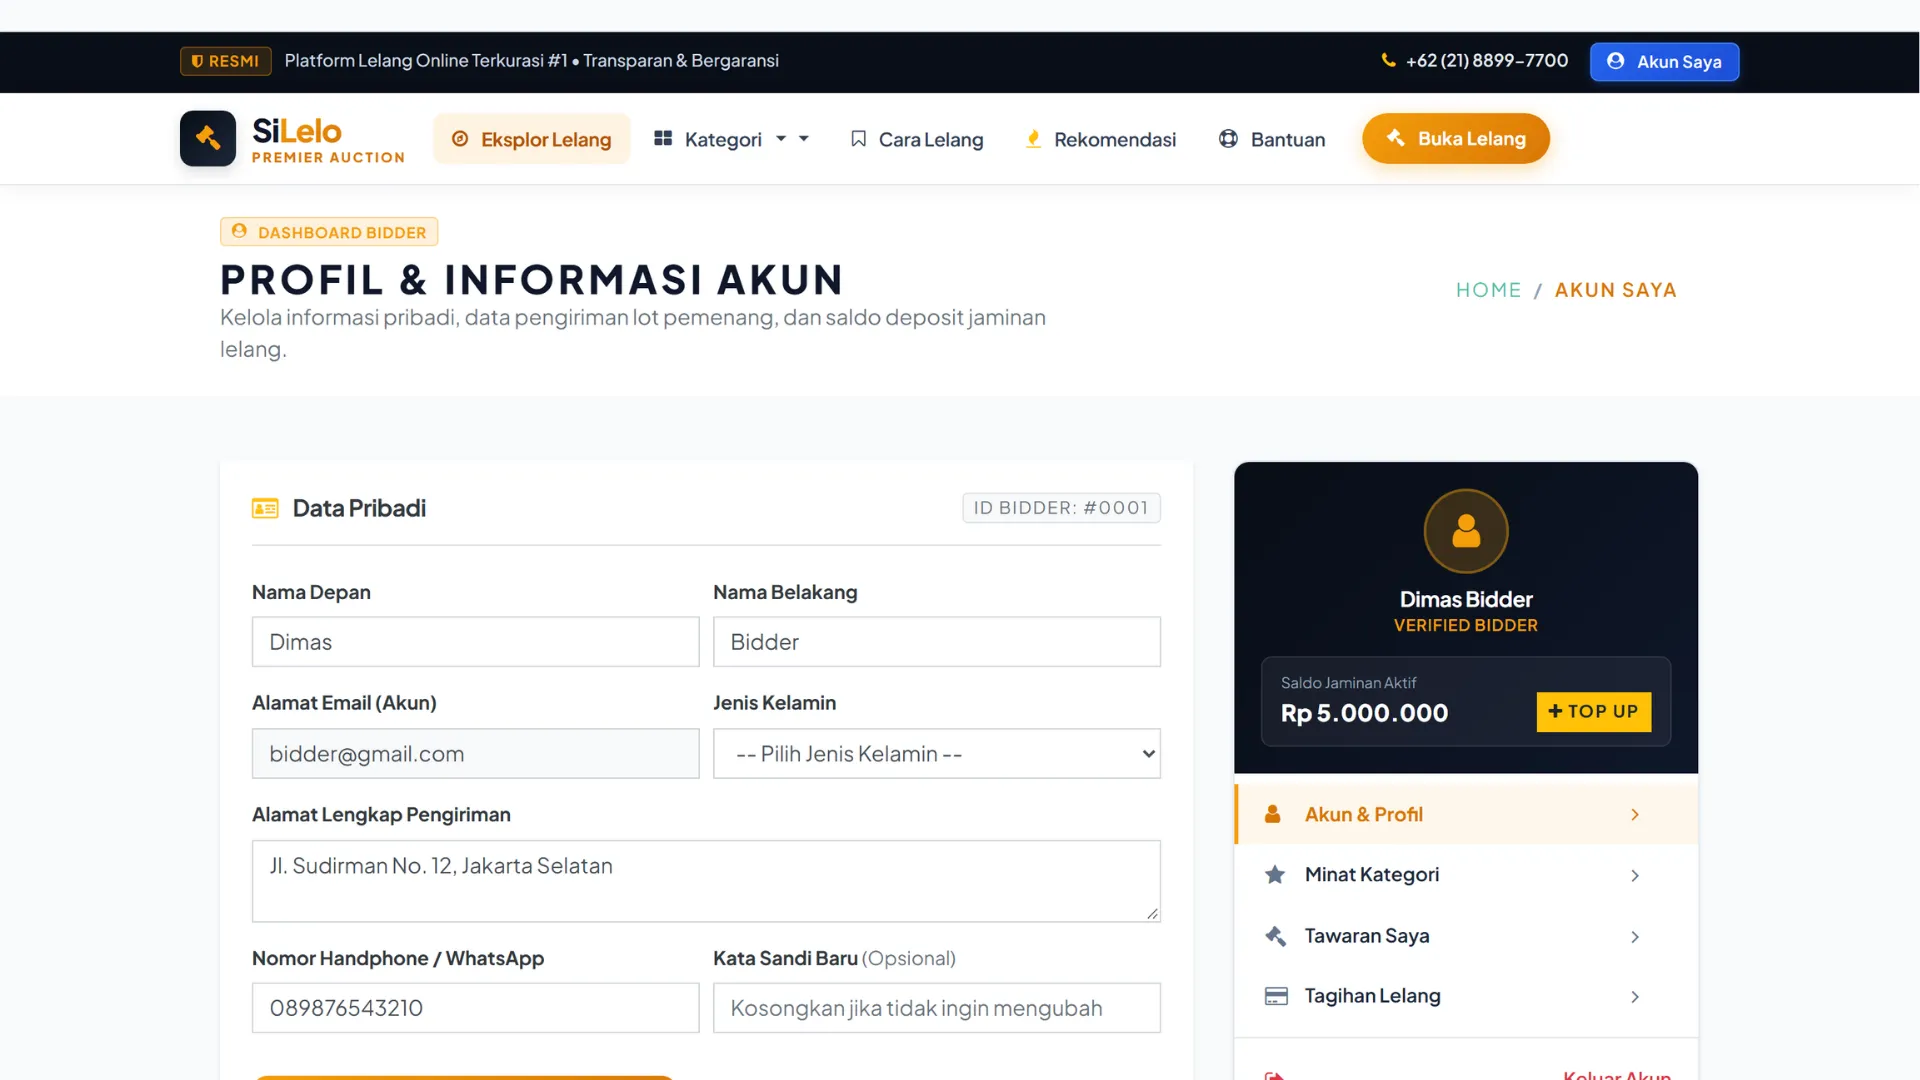 RESMI Platform Lelang Online Terkurasi #1 • Transparan & Bergaransi +62 (21) 8899-7700 Akun Saya
SiLelo
PREMIER AUCTION
Eksplor Lelang Kategori Cara Lelang Rekomendasi Bantuan Buka Lelang
DASHBOARD BIDDER
PROFIL & INFORMASI AKUN
Kelola informasi pribadi, data pengiriman lot pemenang, dan saldo deposit jaminan
lelang.
HOME / AKUN SAYA
Data Pribadi ID BIDDER: #0001
Nama Depan Nama Belakang
Dimas Bidder
Alamat Email (Akun) Jenis Kelamin
bidder@gmail.com -- Pilih Jenis Kelamin --
Alamat Lengkap Pengiriman
Jl. Sudirman No. 12, Jakarta Selatan
Nomor Handphone / WhatsApp Kata Sandi Baru (Opsional)
089876543210 Kosongkan jika tidak ingin mengubah
Dimas Bidder
VERIFIED BIDDER
Saldo Jaminan Aktif
Rp 5.000.000 + TOP UP
Akun & Profil
Minat Kategori
Tawaran Saya
Tagihan Lelang
Keluar Akun